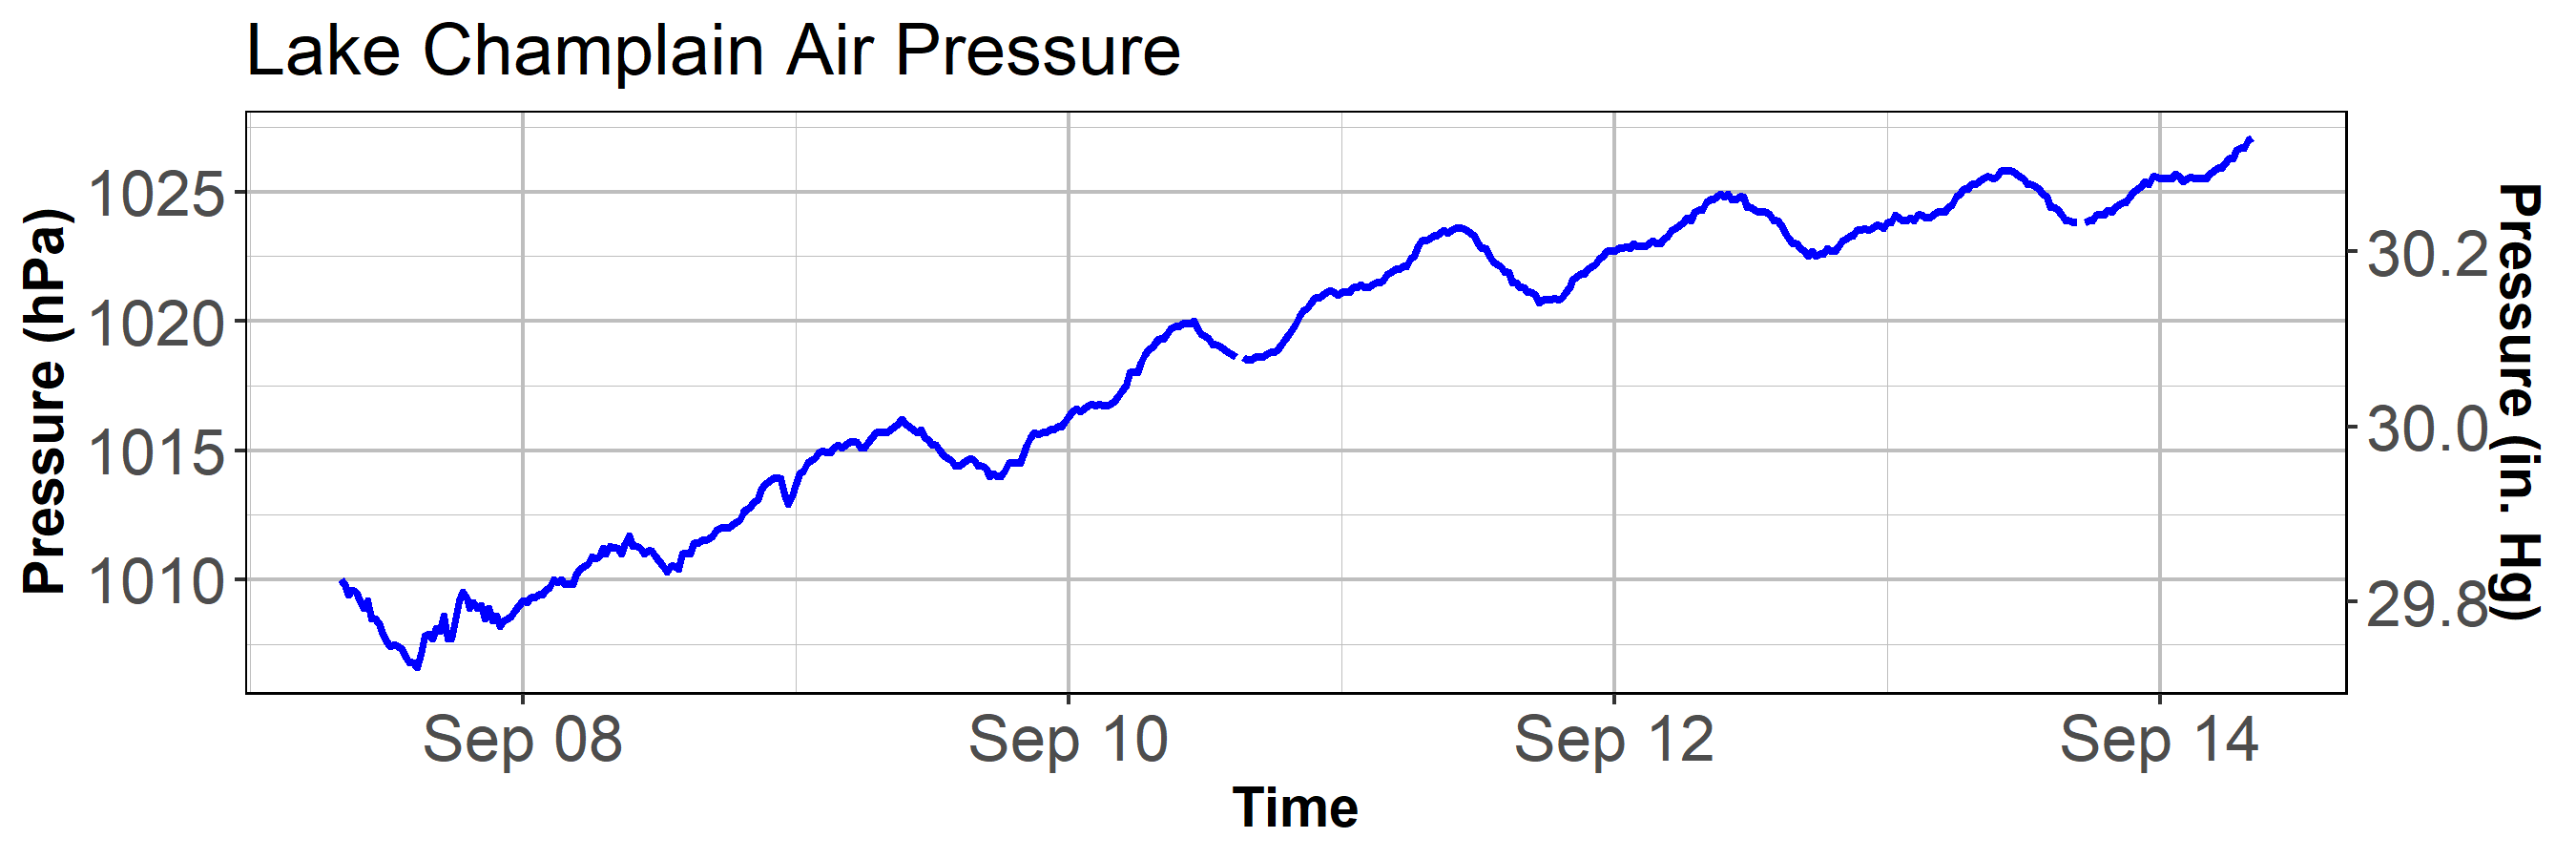 Lake Champlain Air Pressure
Pressure (hPa)
1025
1020
1015
1010
30.2
30.0
29.8
Pressure (in. Hg)
Sep 08
Sep 10
Sep 12
Sep 14
Time